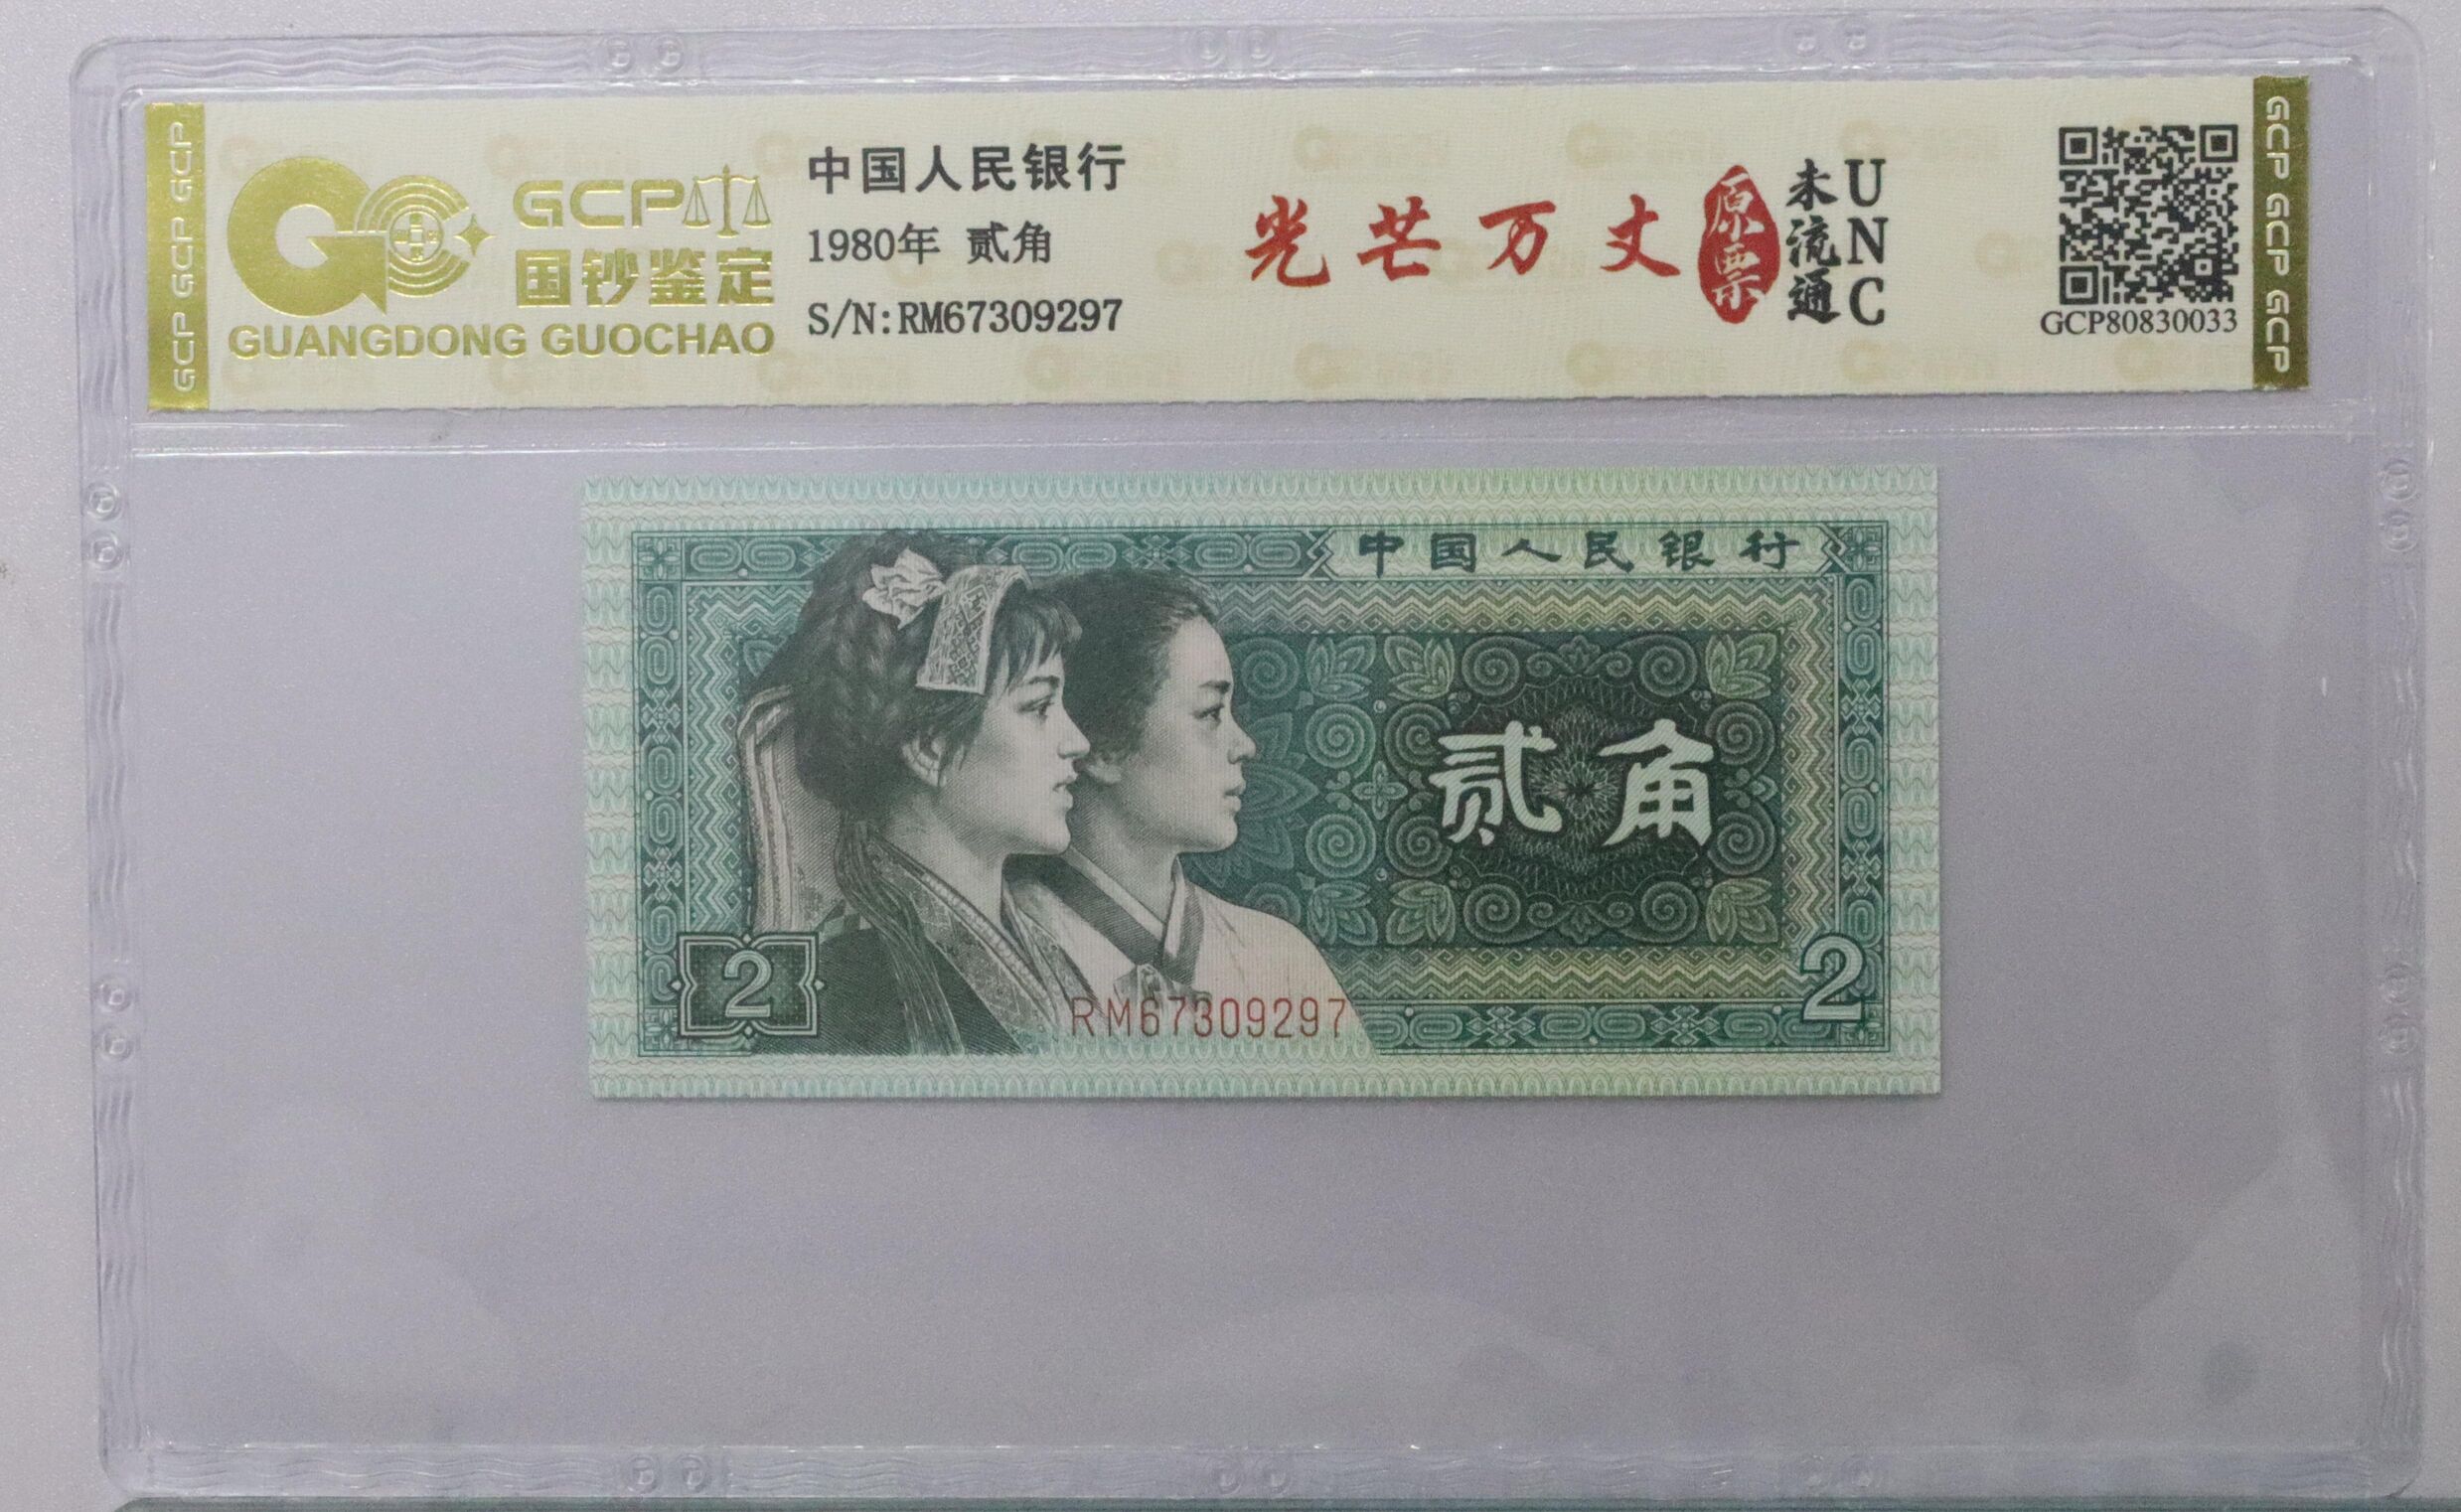 GCP GCP GCP
GCP
国钞鉴定
GUANGDONG GUOCHAO
中国人民银行
1980年 贰角
S/N:RM67309297
光芒万丈
原票
未流通
UNC
GCP80830033
GCP GCP GCP
中国人民银行
贰角
2
2
RM67309297